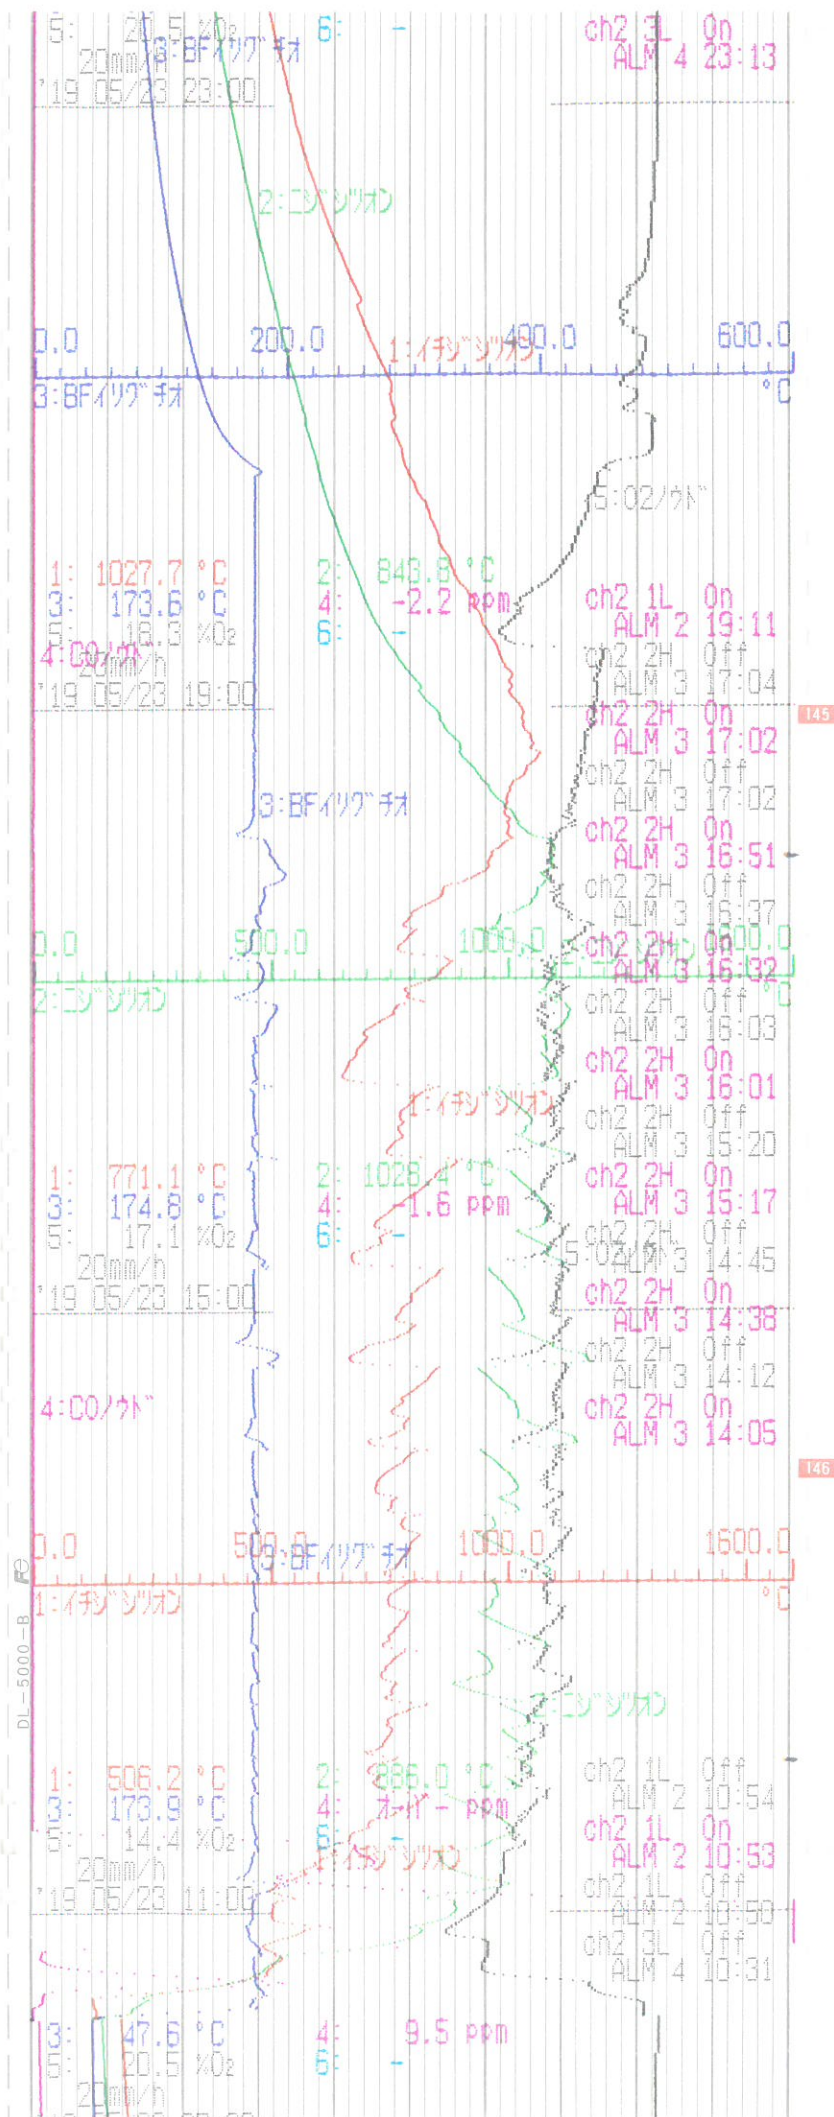 5: 20.5 %O₂
6: -
ch2 3L On
ALM 4 23:13
3:BFイリグチオ
20mm/h
'19 05/23 23:00
2:ニジシツオン
0.0 200.0 400.0 600.0
1:イチジシツオン
°C
3:BFイリグチオ
5:O2ノウド
1: 1027.7 °C
2: 843.8 °C
3: 173.6 °C
4: -2.2 ppm
5: 18.3 %O₂
6: -
4:COノウド
20mm/h
'19 05/23 19:00
ch2 1L On
ALM 2 19:11
ch2 2H Off
ALM 3 17:04
ch2 2H On
ALM 3 17:02
ch2 2H Off
ALM 3 17:02
ch2 2H On
ALM 3 16:51
ch2 2H Off
ALM 3 16:37
ch2 2H On
ALM 3 16:32
ch2 2H Off
ALM 3 16:03
ch2 2H On
ALM 3 16:01
ch2 2H Off
ALM 3 15:20
ch2 2H On
ALM 3 15:17
ch2 2H Off
ALM 3 14:45
ch2 2H On
ALM 3 14:38
ch2 2H Off
ALM 3 14:12
ch2 2H On
ALM 3 14:05
145
3:BFイリグチオ
0.0 500.0 1000.0
°C
2:ニジシツオン
1:イチジシツオン
1: 771.1 °C
2: 1028.4 °C
3: 174.8 °C
4: -1.6 ppm
5: 17.1 %O₂
6: -
20mm/h
'19 05/23 15:00
4:COノウド
146
0.0 500.0 1000.0 1600.0
3:BFイリグチオ
°C
1:イチジシツオン
DL-5000-B
2:ニジシツオン
1: 506.2 °C
2: 886.0 °C
3: 173.9 °C
4: オーバ - ppm
5: 14.4 %O₂
6: -
1:イチジシツオン
20mm/h
'19 05/23 11:00
ch2 1L Off
ALM 2 10:54
ch2 1L On
ALM 2 10:53
ch2 1L Off
ALM 2 10:50
ch2 3L Off
ALM 4 10:31
3: 47.6 °C
4: 9.5 ppm
5: 20.5 %O₂
6: -
20mm/h